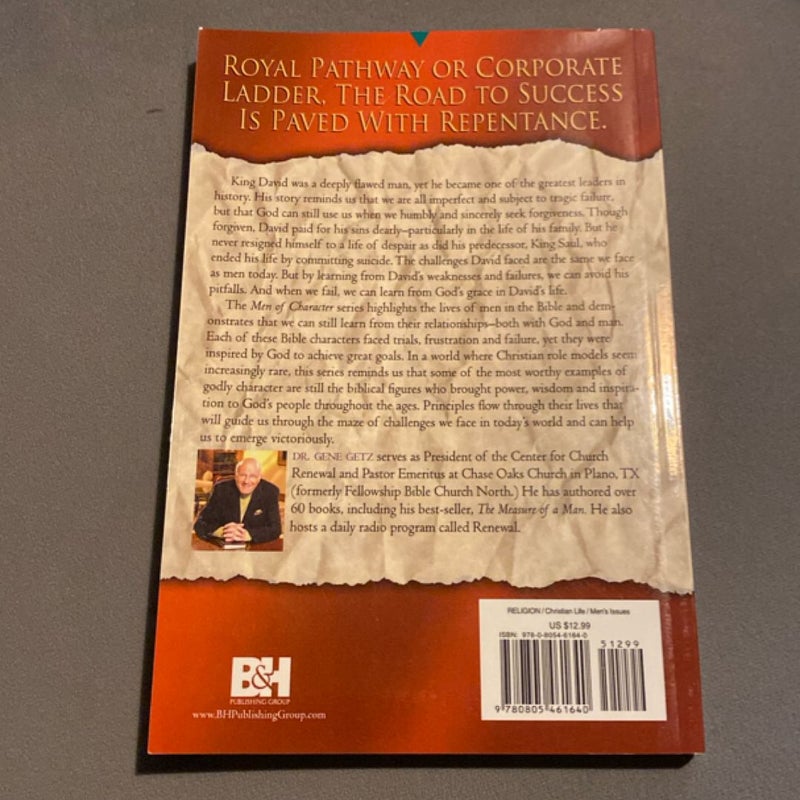 ROYAL PATHWAY OR CORPORATE
LADDER, THE ROAD TO SUCCESS
IS PAVED WITH REPENTANCE.
King David was a deeply flawed man, yet he became one of the greatest leaders in
history. His story reminds us that we are all imperfect and subject to tragic failure,
but that God can still use us when we humbly and sincerely seek forgiveness. Though
forgiven, David paid for his sins dearly–particularly in the life of his family. But he
never resigned himself to a life of despair as did his predecessor, King Saul, who
ended his life by committing suicide. The challenges David faced are the same we face
as men today. But by learning from David's weaknesses and failures, we can avoid his
pitfalls. And when we fail, we can learn from God's grace in David's life.
The Men of Character series highlights the lives of men in the Bible and dem-
onstrates that we can still learn from their relationships–both with God and man.
Each of these Bible characters faced trials, frustration and failure, yet they were
inspired by God to achieve great goals. In a world where Christian role models seem
increasingly rare, this series reminds us that some of the most worthy examples of
godly character are still the biblical figures who brought power, wisdom and inspira-
tion to God's people throughout the ages. Principles flow through their lives that
will guide us through the maze of challenges we face in today's world and can help
us to emerge victoriously.
DR. GENE GETZ serves as President of the Center for Church
Renewal and Pastor Emeritus at Chase Oaks Church in Plano, TX
(formerly Fellowship Bible Church North.) He has authored over
60 books, including his best-seller, The Measure of a Man. He also
hosts a daily radio program called Renewal.
RELIGION / Christian Life / Men's Issues
US $12.99
ISBN: 978-0-8054-6164-0
51299
9 780805 461640
B&H
PUBLISHING GROUP
www.BHPublishingGroup.com